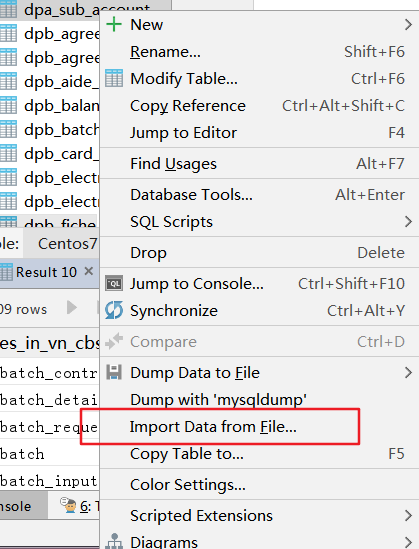 dpa_sub_account
dpb_agree
dpb_agree
dpb_aide_
dpb_balan
dpb_batch
dpb_card_
dpb_electr
dpb_electr
dpb_fiche
New
Rename... Shift+F6
Modify Table... Ctrl+F6
Copy Reference Ctrl+Alt+Shift+C
Jump to Editor F4
Find Usages Alt+F7
Database Tools... Alt+Enter
SQL Scripts
Drop Delete
Jump to Console... Ctrl+Shift+F10
Synchronize Ctrl+Alt+Y
Compare Ctrl+D
Dump Data to File
Dump with 'mysqldump'
Import Data from File...
Copy Table to... F5
Color Settings...
Scripted Extensions
Diagrams
le: Centos7
Result 10
09 rows
es_in_vn_cbs
batch_contr
batch_detai
batch_reque
batch
batch_input
nsole 6: T